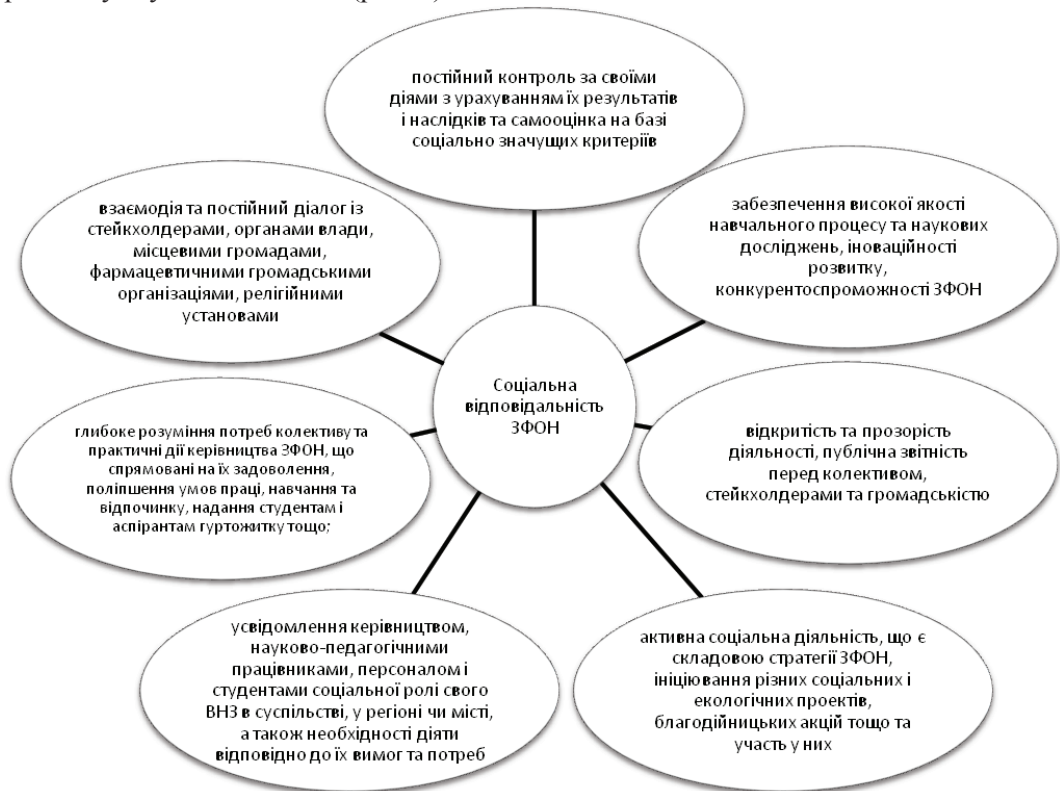 постійний контроль за своїми
діями з урахуванням їх результатів
і наслідків та самооцінка на базі
соціально значущих критеріїв
забезпечення високої якості
навчального процесу та наукових
досліджень, іноваційності
розвитку,
конкурентоспроможності ЗФОН
відкритість та прозорість
діяльності, публічна звітність
перед колективом,
стейкхолдерами та громадськістю
активна соціальна діяльність, що є
складовою стратегії ЗФОН,
ініціювання різних соціальних і
екологічних проектів,
благодійницьких акцій тощо та
участь у них
усвідомлення керівництвом,
науково-педагогічними
працівниками, персоналом і
студентами соціальної ролі свого
ВНЗ в суспільстві, у регіоні чи місті,
а також необхідності діяти
відповідно до їх вимог та потреб
глибоке розуміння потреб колективу та
практичні дії керівництва ЗФОН, що
спрямовані на їх задоволення,
поліпшення умов праці, навчання та
відпочинку, надання студентам і
аспірантам гуртожитку тощо;
взаємодія та постійний діалог із
стейкхолдерами, органами влади,
місцевими громадами,
фармацевтичними громадськими
організаціями, релігійними
установами
Соціальна
відповідальність
ЗФОН